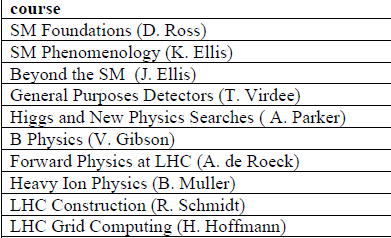 course
SM Foundations (D. Ross)
SM Phenomenology (K. Ellis)
Beyond the SM (J. Ellis)
General Purposes Detectors (T. Virdee)
Higgs and New Physics Searches ( A. Parker)
B Physics (V. Gibson)
Forward Physics at LHC (A. de Roeck)
Heavy Ion Physics (B. Muller)
LHC Construction (R. Schmidt)
LHC Grid Computing (H. Hoffmann)